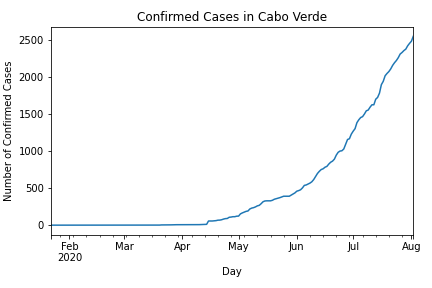 Confirmed Cases in Cabo Verde
Number of Confirmed Cases
2500
2000
1500
1000
500
0
Feb Mar Apr May Jun Jul Aug
2020
Day